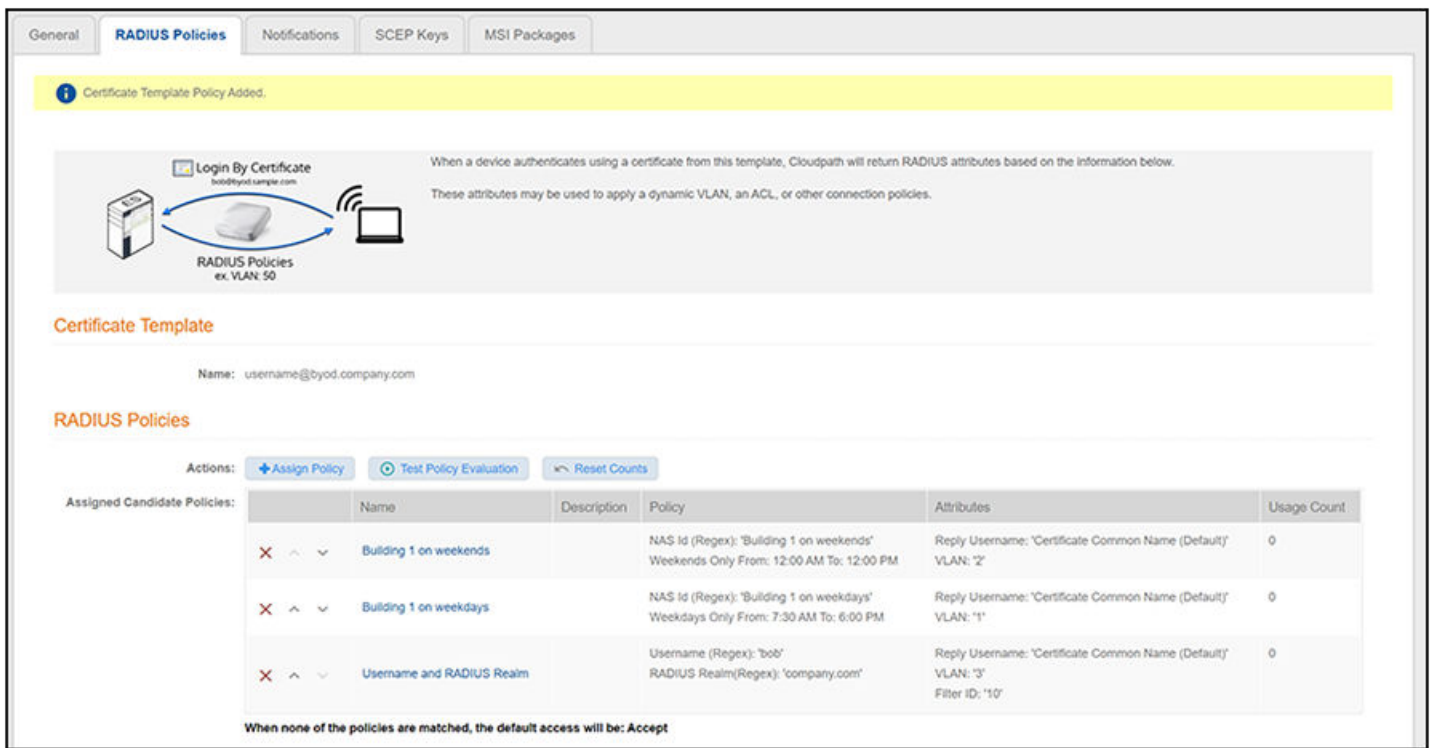 General
RADIUS Policies
Notifications
SCEP Keys
MSI Packages
Certificate Template Policy Added.
Login By Certificate
bob@byod.sample.com
ES
RADIUS Policies
ex. VLAN: 50
When a device authenticates using a certificate from this template, Cloudpath will return RADIUS attributes based on the information below.
These attributes may be used to apply a dynamic VLAN, an ACL, or other connection policies.
Certificate Template
Name: username@byod.company.com
RADIUS Policies
Actions: Assign Policy Test Policy Evaluation Reset Counts
Assigned Candidate Policies:
Name Description Policy Attributes Usage Count
Building 1 on weekends
NAS Id (Regex): 'Building 1 on weekends'
Weekends Only From: 12:00 AM To: 12:00 PM
Reply Username: 'Certificate Common Name (Default)'
VLAN: '2'
0
Building 1 on weekdays
NAS Id (Regex): 'Building 1 on weekdays'
Weekdays Only From: 7:30 AM To: 6:00 PM
Reply Username: 'Certificate Common Name (Default)'
VLAN: '1'
0
Username and RADIUS Realm
Username (Regex): 'bob'
RADIUS Realm(Regex): 'company.com'
Reply Username: 'Certificate Common Name (Default)'
VLAN: '3'
Filter ID: '10'
0
When none of the policies are matched, the default access will be: Accept